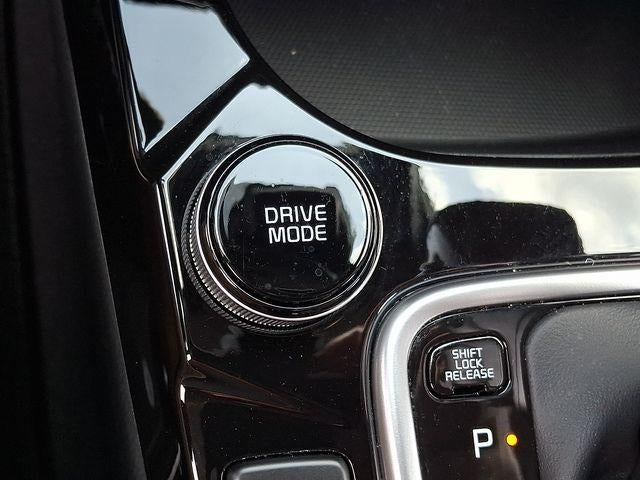 DRIVE
MODE
SHIFT
LOCK
RELEASE
P